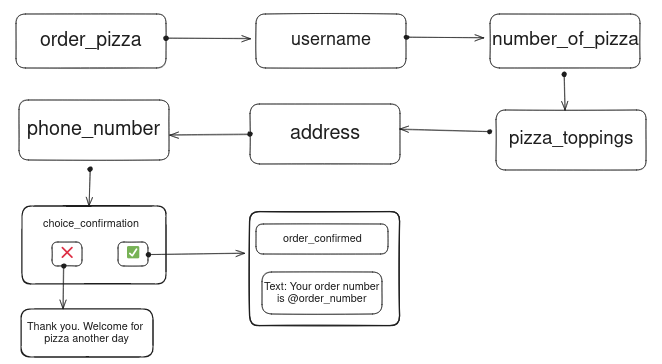 order_pizza
username
number_of_pizza
pizza_toppings
address
phone_number
choice_confirmation
❌ ✅
order_confirmed
Text: Your order number
is @order_number
Thank you. Welcome for
pizza another day